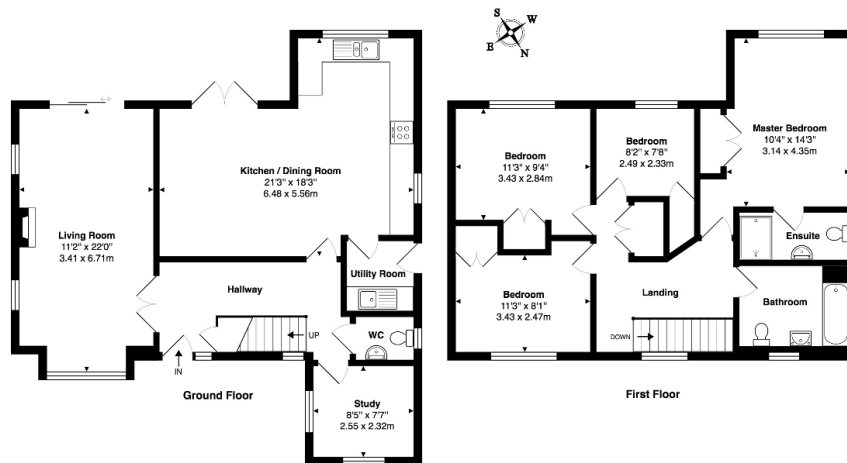 S
W
E
N
Kitchen / Dining Room
21'3" x 18'3"
6.48 x 5.56m
Living Room
11'2" x 22'0"
3.41 x 6.71m
Utility Room
Hallway
UP
WC
IN
Ground Floor
Study
8'5" x 7'7"
2.55 x 2.32m
Bedroom
11'3" x 9'4"
3.43 x 2.84m
Bedroom
8'2" x 7'8"
2.49 x 2.33m
Master Bedroom
10'4" x 14'3"
3.14 x 4.35m
Ensuite
Bedroom
11'3" x 8'1"
3.43 x 2.47m
Landing
Bathroom
DOWN
First Floor